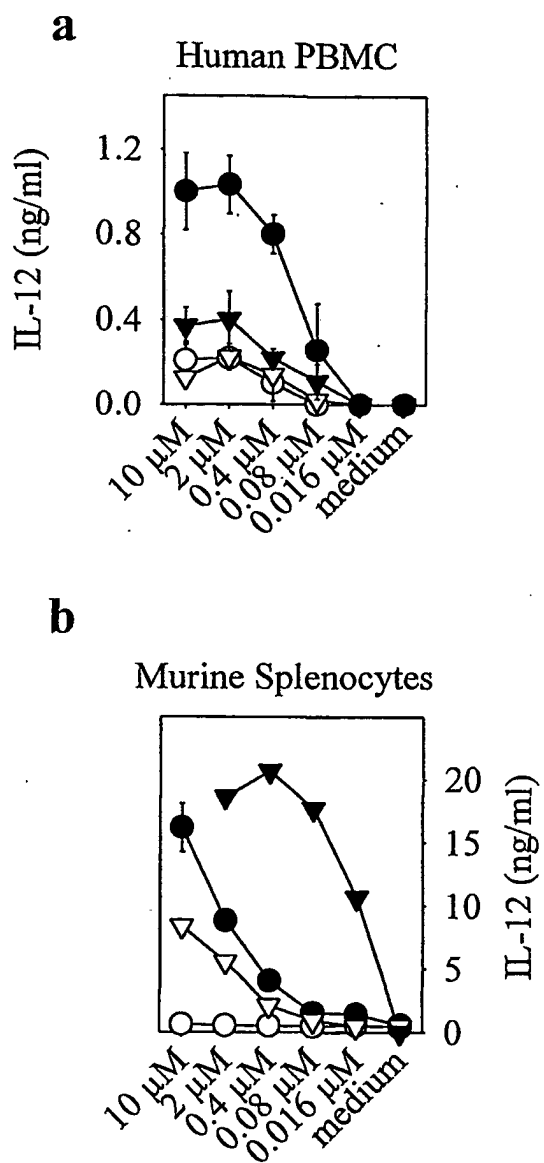 a
Human PBMC
IL-12 (ng/ml)
1.2
0.8
0.4
0.0
10 μM
2 μM
0.4 μM
0.08 μM
0.016 μM
medium
b
Murine Splenocytes
20
15
10
5
0
IL-12 (ng/ml)
10 μM
2 μM
0.4 μM
0.08 μM
0.016 μM
medium